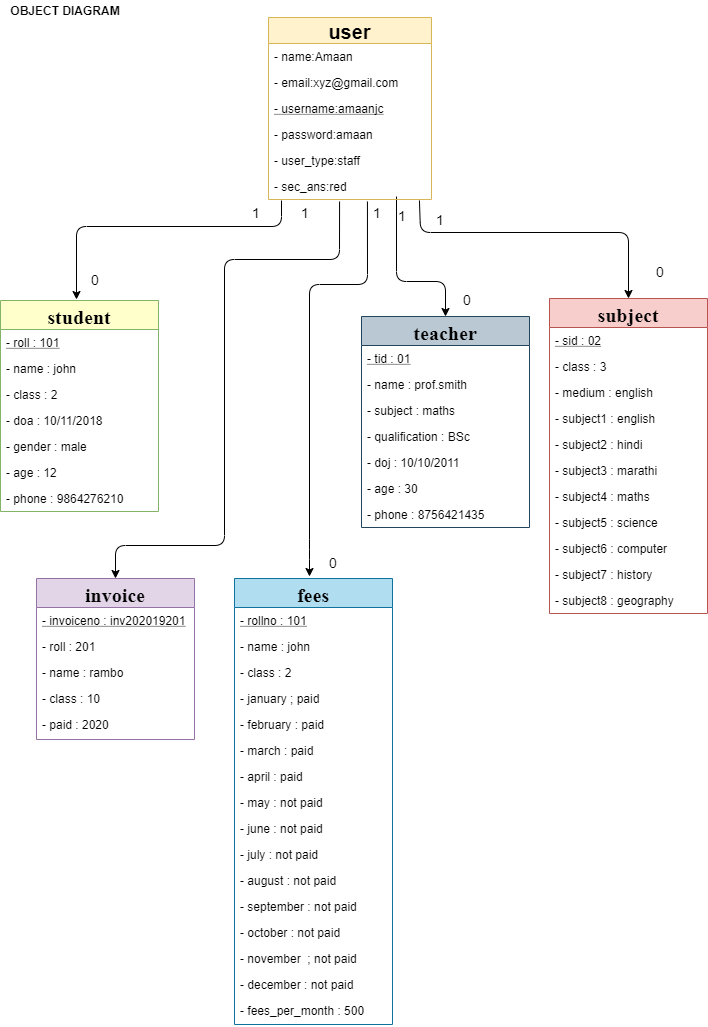 OBJECT DIAGRAM
user
- name:Amaan
- email:xyz@gmail.com
- username:amaanjc
- password:amaan
- user_type:staff
- sec_ans:red
1
1
1
1
1
0
0
0
student
- roll : 101
- name : john
- class : 2
- doa : 10/11/2018
- gender : male
- age : 12
- phone : 9864276210
teacher
- tid : 01
- name : prof.smith
- subject : maths
- qualification : BSc
- doj : 10/10/2011
- age : 30
- phone : 8756421435
subject
- sid : 02
- class : 3
- medium : english
- subject1 : english
- subject2 : hindi
- subject3 : marathi
- subject4 : maths
- subject5 : science
- subject6 : computer
- subject7 : history
- subject8 : geography
0
invoice
- invoiceno : inv202019201
- roll : 201
- name : rambo
- class : 10
- paid : 2020
fees
- rollno : 101
- name : john
- class : 2
- january ; paid
- february : paid
- march : paid
- april : paid
- may : not paid
- june : not paid
- july : not paid
- august : not paid
- september : not paid
- october : not paid
- november  ; not paid
- december : not paid
- fees_per_month : 500